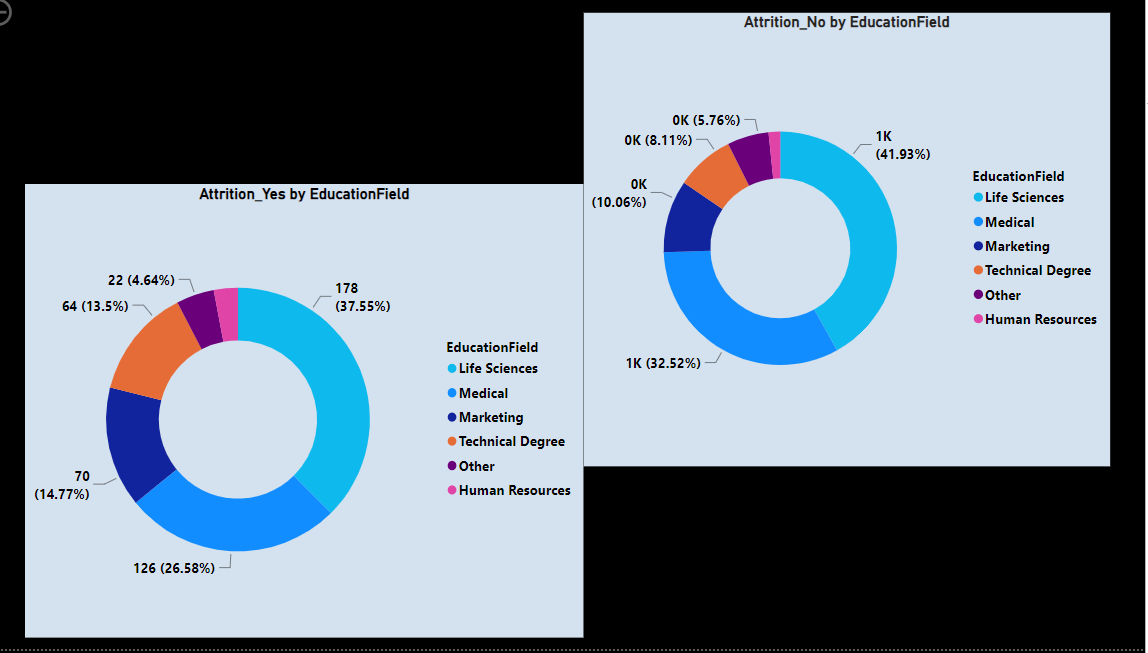 Attrition_No by EducationField
0K (5.76%)
0K (8.11%)
0K
(10.06%)
1K
(41.93%)
1K (32.52%)
EducationField
Life Sciences
Medical
Marketing
Technical Degree
Other
Human Resources
Attrition_Yes by EducationField
22 (4.64%)
64 (13.5%)
178
(37.55%)
70
(14.77%)
126 (26.58%)
EducationField
Life Sciences
Medical
Marketing
Technical Degree
Other
Human Resources